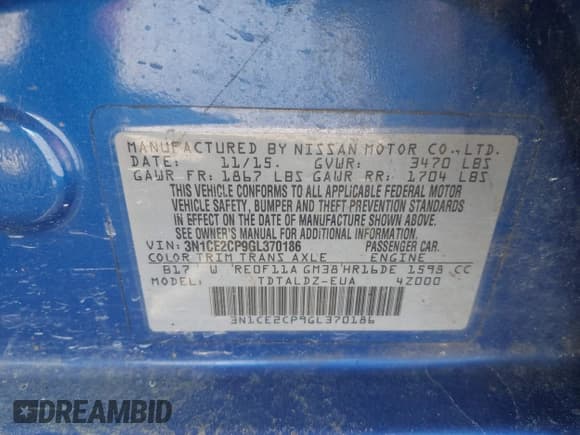 MANUFACTURED BY NISSAN MOTOR CO.,LTD.
DATE: 11/15. GVWR: 3470 LBS
GAWR FR: 1867 LBS GAWR RR: 1704 LBS
THIS VEHICLE CONFORMS TO ALL APPLICABLE FEDERAL MOTOR
VEHICLE SAFETY, BUMPER AND THEFT PREVENTION STANDARDS
IN EFFECT ON THE DATE OF MANUFACTURE SHOWN ABOVE.
SEE OWNER'S MANUAL FOR ADDITIONAL INFORMATION.
VIN: 3N1CE2CP9GL370186 PASSENGER CAR.
COLOR TRIM TRANS AXLE ENGINE
B17 W RE0F11A GM38 HR16DE 1598 CC
TDTALDZ-EUA 4Z000
3N1CE2CP9GL370186
DREAMBID